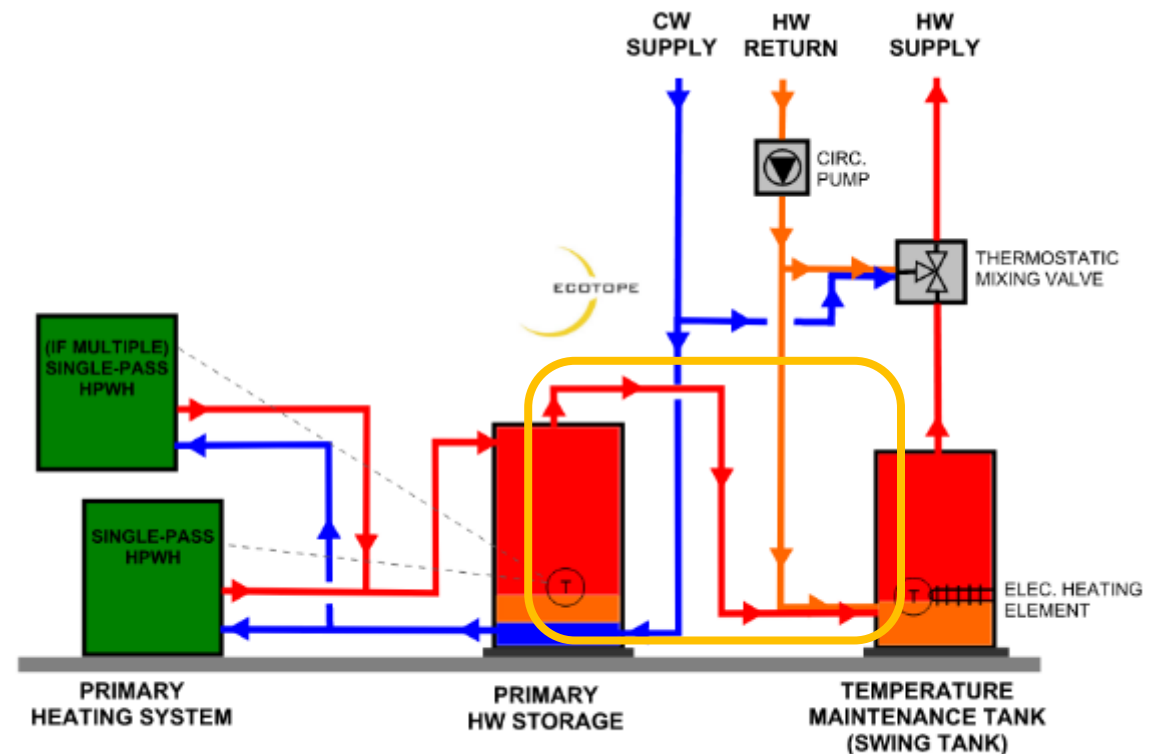 CW
SUPPLY
HW
RETURN
HW
SUPPLY
CIRC.
PUMP
THERMOSTATIC
MIXING VALVE
ECOTOPE
(IF MULTIPLE)
SINGLE-PASS
HPWH
SINGLE-PASS
HPWH
T
T
ELEC. HEATING
ELEMENT
PRIMARY
HEATING SYSTEM
PRIMARY
HW STORAGE
TEMPERATURE
MAINTENANCE TANK
(SWING TANK)